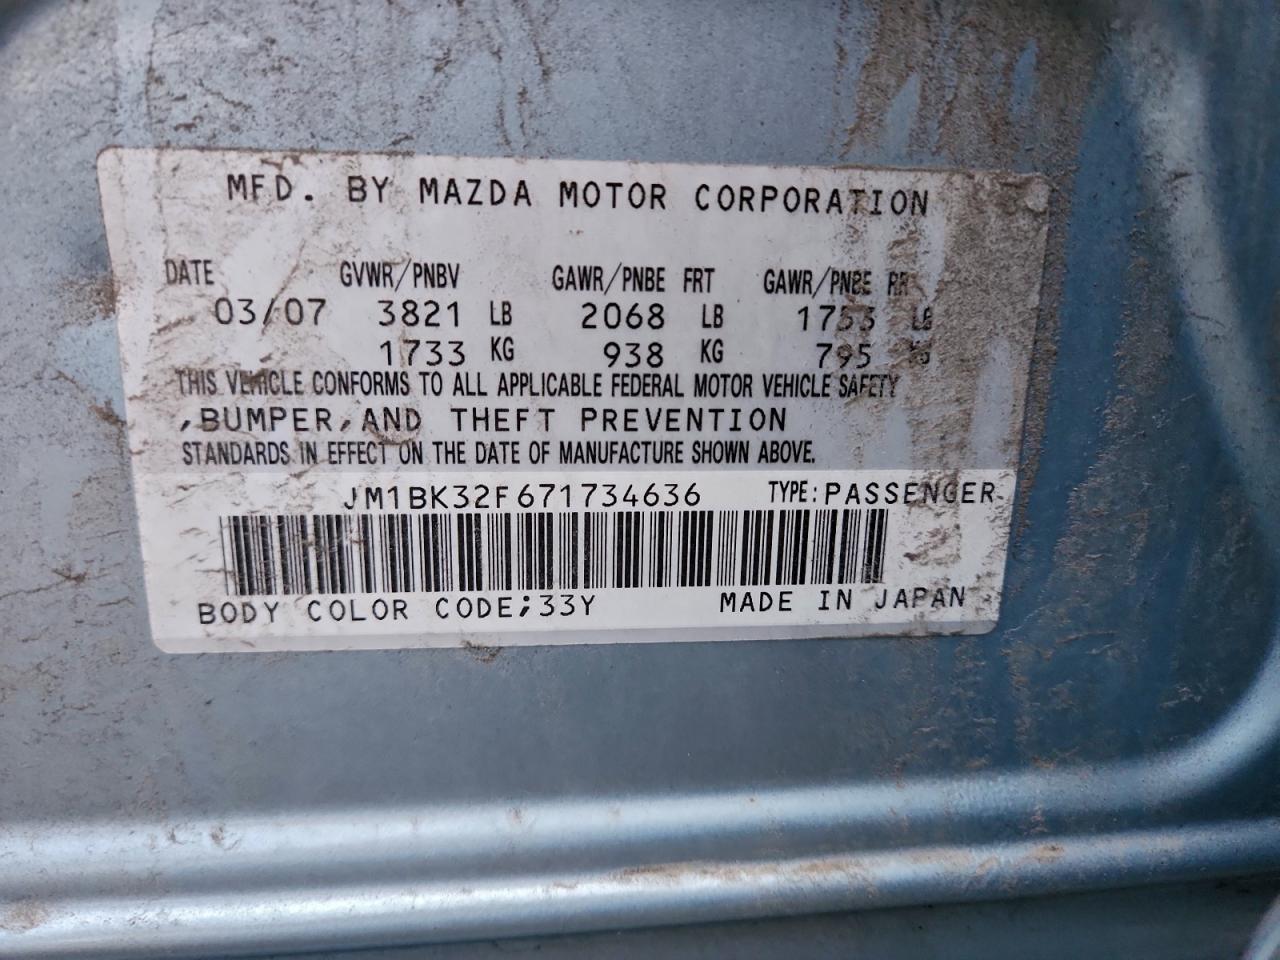 MFD. BY MAZDA MOTOR CORPORATION
DATE GVWR/PNBV GAWR/PNBE FRT GAWR/PNBE RR
03/07 3821 LB 2068 LB 1753 LB
1733 KG 938 KG 795 KG
THIS VEHICLE CONFORMS TO ALL APPLICABLE FEDERAL MOTOR VEHICLE SAFETY
,BUMPER,AND THEFT PREVENTION
STANDARDS IN EFFECT ON THE DATE OF MANUFACTURE SHOWN ABOVE.
JM1BK32F671734636 TYPE:PASSENGER
BODY COLOR CODE;33Y MADE IN JAPAN